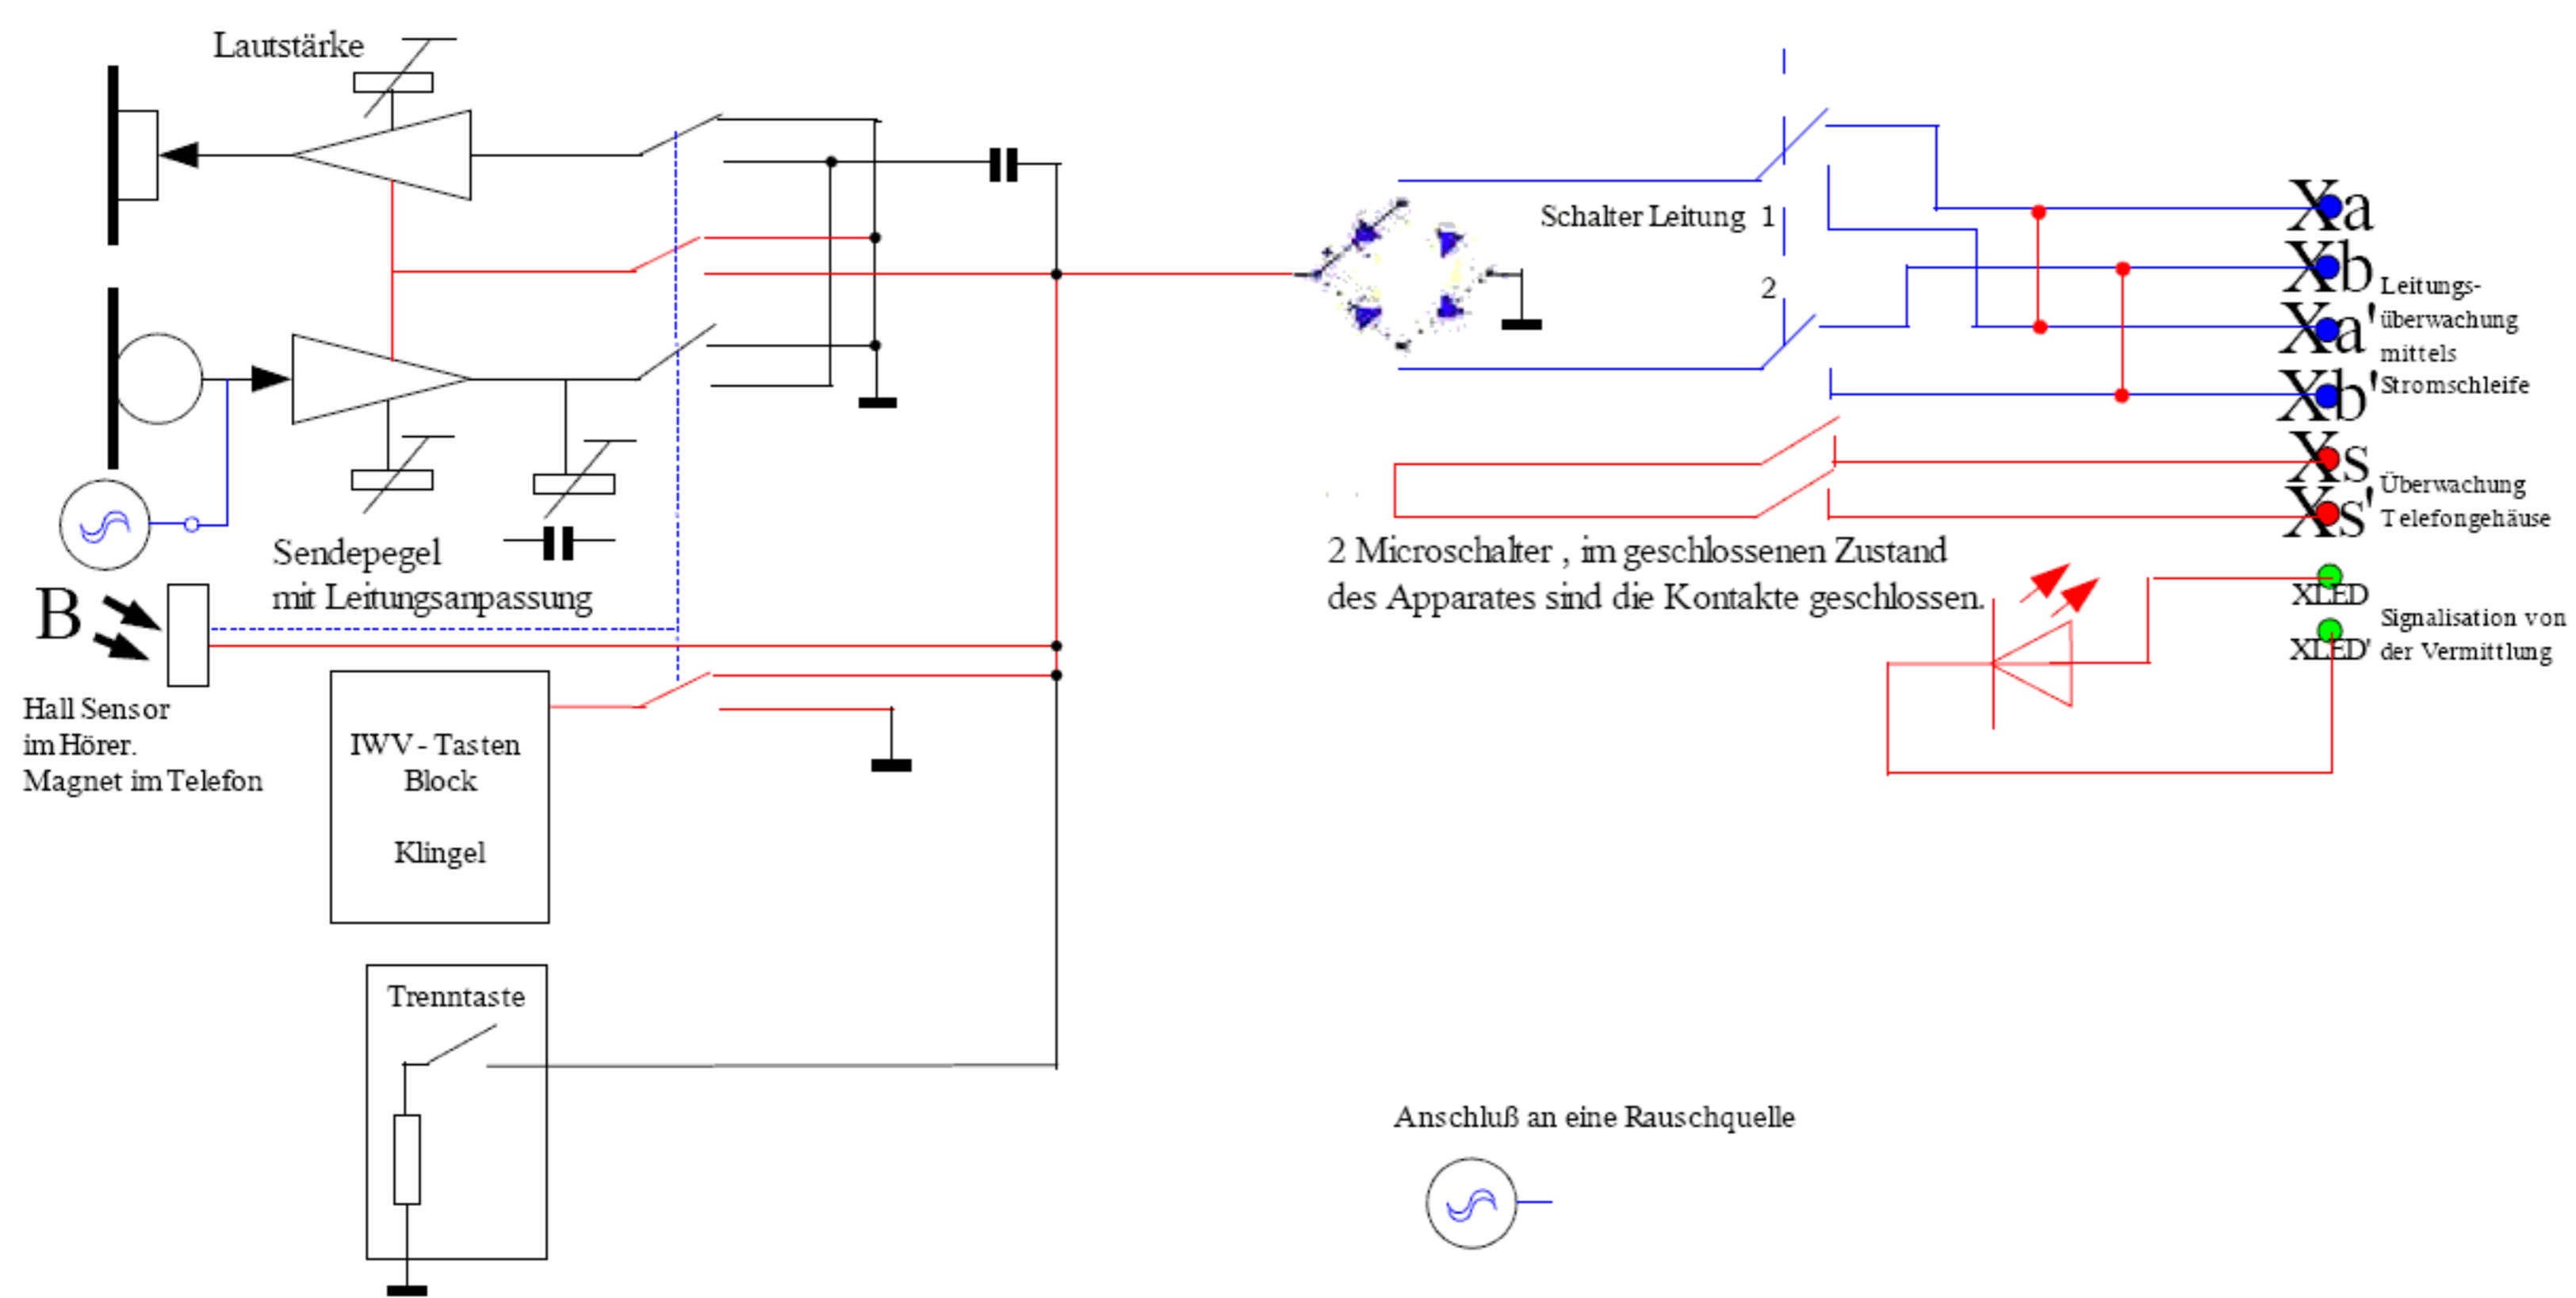 Lautstärke
Schalter Leitung 1
2
Xa
Xb
Xa'
Xb'
Leitungs-
überwachung
mittels
Stromschleife
Xs
Xs'
Überwachung
Telefongehäuse
2 Microschalter , im geschlossenen Zustand
des Apparates sind die Kontakte geschlossen.
XLED
XLED'
Signalisation von
der Vermittlung
Sendepegel
mit Leitungsanpassung
B
Hall Sensor
im Hörer.
Magnet im Telefon
IWV - Tasten
Block
Klingel
Trenntaste
Anschluß an eine Rauschquelle